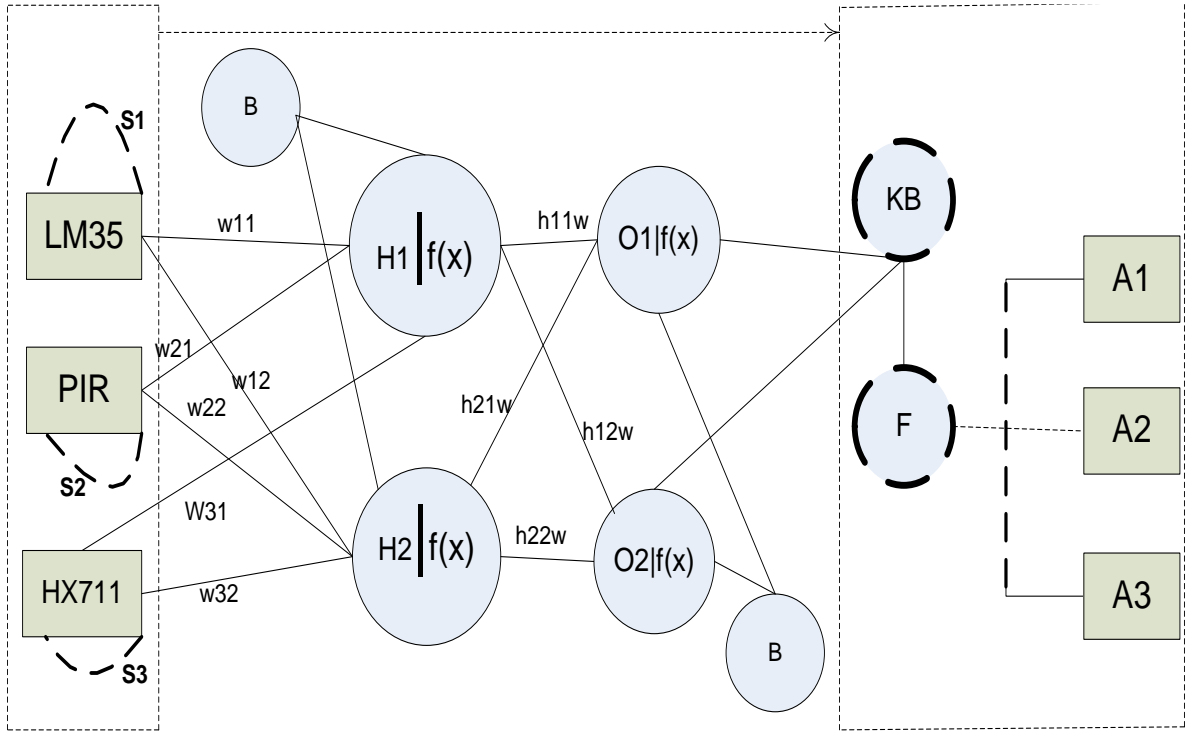 S1
B
LM35
w11
H1|f(x)
h11w
O1|f(x)
KB
A1
w21
w12
PIR
w22
h21w
h12w
F
A2
S2
W31
H2|f(x)
h22w
O2|f(x)
HX711
w32
A3
S3
B